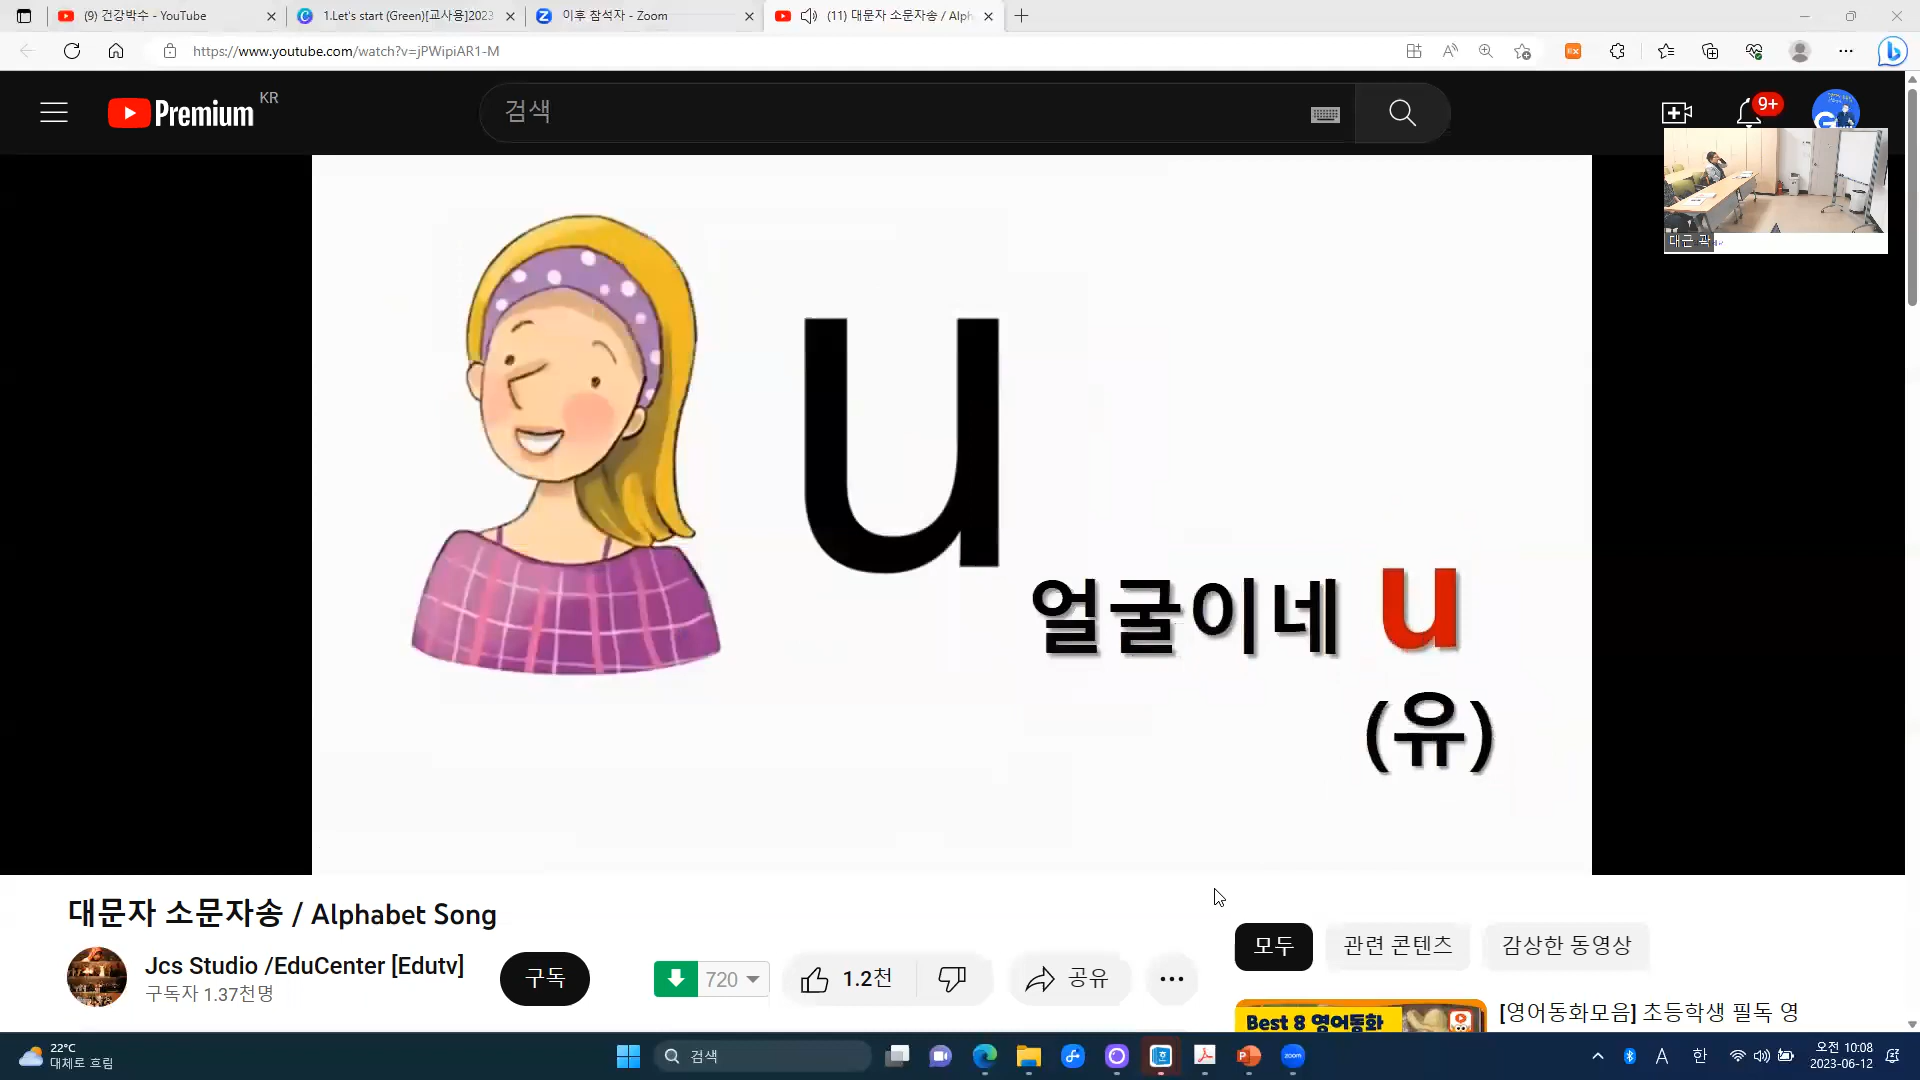 (9) 건강박수 - YouTube
1.Let's start (Green)[교사용]2023
이후 참석자 - Zoom
(11) 대문자 소문자송 / Alph
https://www.youtube.com/watch?v=jPWipiAR1-M
Premium KR
검색
9+
대근 곽
u
얼굴이네 u
(유)
대문자 소문자송 / Alphabet Song
Jcs Studio /EduCenter [Edutv]
구독자 1.37천명
구독
720
1.2천
공유
모두
관련 콘텐츠
감상한 동영상
Best 8 영어동화
[영어동화모음] 초등학생 필독 영
22°C
대체로 흐림
검색
zoom
A
한
오전 10:08
2023-06-12